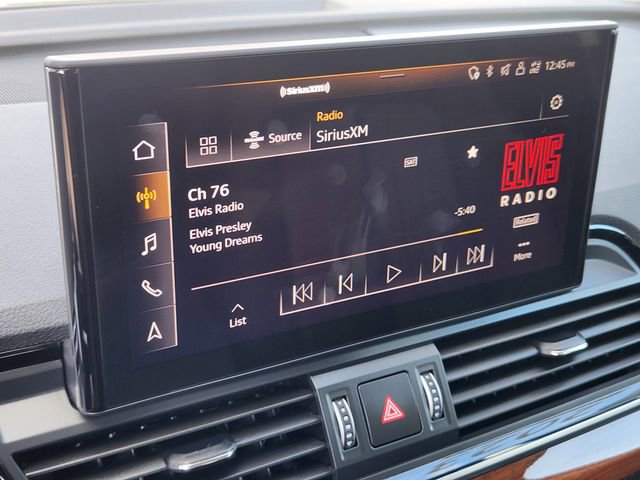 ((SiriusXM))
12:45 PM
Radio
Source
SiriusXM
SAT
Ch 76
Elvis Radio
Elvis Presley
Young Dreams
-5:40
ELVIS
RADIO
Related
More
List